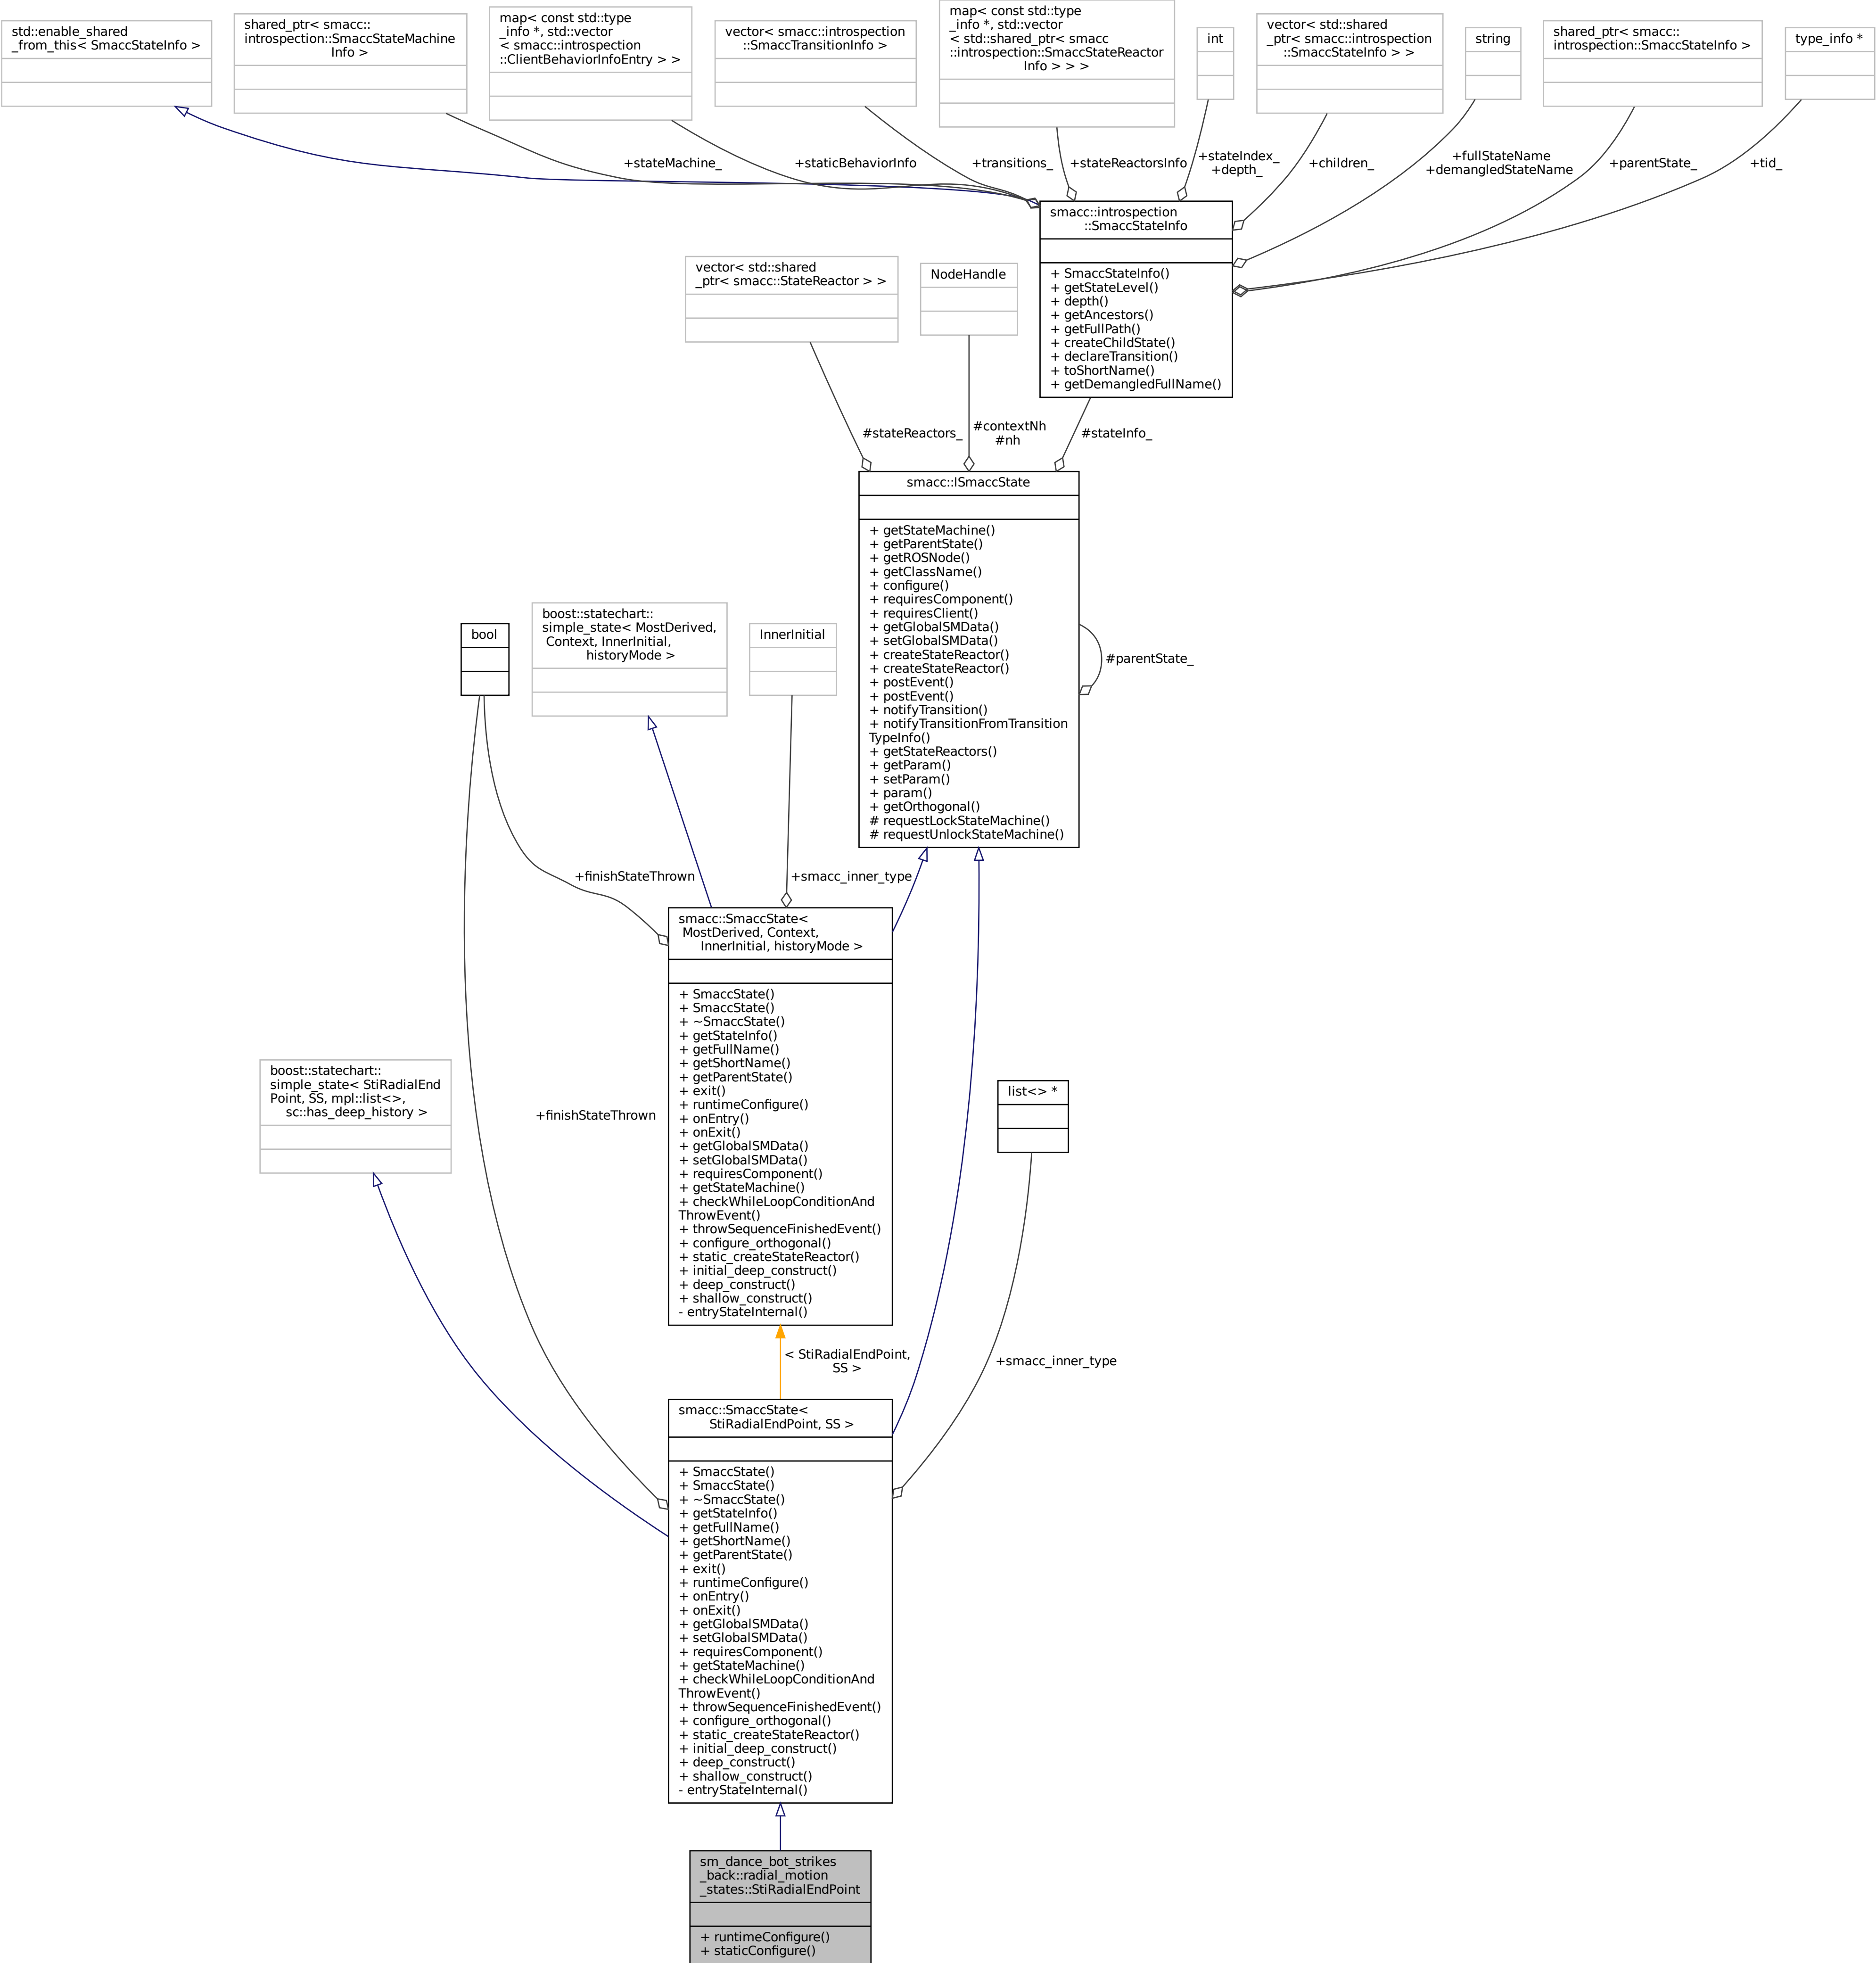 std::enable_shared
_from_this< SmaccStateInfo >
shared_ptr< smacc::
introspection::SmaccStateMachine
Info >
map< const std::type
_info *, std::vector
< smacc::introspection
::ClientBehaviorInfoEntry > >
vector< smacc::introspection
::SmaccTransitionInfo >
map< const std::type
_info *, std::vector
< std::shared_ptr< smacc
::introspection::SmaccStateReactor
Info > > >
int
vector< std::shared
_ptr< smacc::introspection
::SmaccStateInfo > >
string
shared_ptr< smacc::
introspection::SmaccStateInfo >
type_info *
+stateMachine_
+staticBehaviorInfo
+transitions_
+stateReactorsInfo
+stateIndex_
+depth_
+children_
+fullStateName
+demangledStateName
+parentState_
+tid_
smacc::introspection
::SmaccStateInfo
+ SmaccStateInfo()
+ getStateLevel()
+ depth()
+ getAncestors()
+ getFullPath()
+ createChildState()
+ declareTransition()
+ toShortName()
+ getDemangledFullName()
vector< std::shared
_ptr< smacc::StateReactor > >
NodeHandle
#stateReactors_
#contextNh
#nh
#stateInfo_
smacc::ISmaccState
+ getStateMachine()
+ getParentState()
+ getROSNode()
+ getClassName()
+ configure()
+ requiresComponent()
+ requiresClient()
+ getGlobalSMData()
+ setGlobalSMData()
+ createStateReactor()
+ createStateReactor()
+ postEvent()
+ postEvent()
+ notifyTransition()
+ notifyTransitionFromTransition
TypeInfo()
+ getStateReactors()
+ getParam()
+ setParam()
+ param()
+ getOrthogonal()
# requestLockStateMachine()
# requestUnlockStateMachine()
#parentState_
bool
boost::statechart::
simple_state< MostDerived,
Context, InnerInitial,
historyMode >
InnerInitial
+finishStateThrown
+smacc_inner_type
smacc::SmaccState<
MostDerived, Context,
InnerInitial, historyMode >
+ SmaccState()
+ SmaccState()
+ ~SmaccState()
+ getStateInfo()
+ getFullName()
+ getShortName()
+ getParentState()
+ exit()
+ runtimeConfigure()
+ onEntry()
+ onExit()
+ getGlobalSMData()
+ setGlobalSMData()
+ requiresComponent()
+ getStateMachine()
+ checkWhileLoopConditionAnd
ThrowEvent()
+ throwSequenceFinishedEvent()
+ configure_orthogonal()
+ static_createStateReactor()
+ initial_deep_construct()
+ deep_construct()
+ shallow_construct()
- entryStateInternal()
boost::statechart::
simple_state< StiRadialEnd
Point, SS, mpl::list<>,
sc::has_deep_history >
+finishStateThrown
list<> *
< StiRadialEndPoint,
SS >
+smacc_inner_type
smacc::SmaccState<
StiRadialEndPoint, SS >
+ SmaccState()
+ SmaccState()
+ ~SmaccState()
+ getStateInfo()
+ getFullName()
+ getShortName()
+ getParentState()
+ exit()
+ runtimeConfigure()
+ onEntry()
+ onExit()
+ getGlobalSMData()
+ setGlobalSMData()
+ requiresComponent()
+ getStateMachine()
+ checkWhileLoopConditionAnd
ThrowEvent()
+ throwSequenceFinishedEvent()
+ configure_orthogonal()
+ static_createStateReactor()
+ initial_deep_construct()
+ deep_construct()
+ shallow_construct()
- entryStateInternal()
sm_dance_bot_strikes
_back::radial_motion
_states::StiRadialEndPoint
+ runtimeConfigure()
+ staticConfigure()